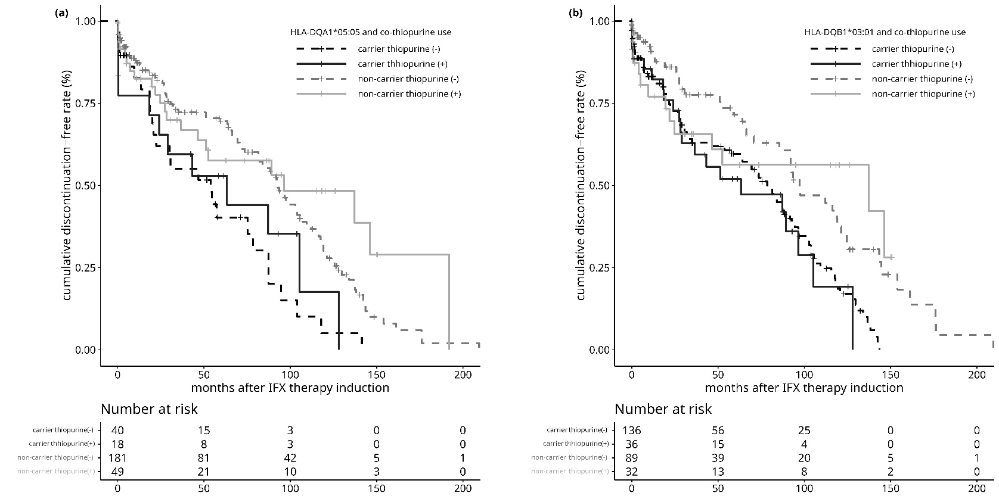 (a)
HLA-DQA1*05:05 and co-thiopurine use
carrier thiopurine (-)
carrier thhiopurine (+)
non-carrier thiopurine (-)
non-carrier thiopurine (+)
cumulative discontinuation−free rate (%)
1.00
0.75
0.50
0.25
0.00
0 50 100 150 200
months after IFX therapy induction
Number at risk
carrier thiopurine(-) 40 15 3 0 0
carrier thhiopurine(+) 18 8 3 0 0
non-carrier thiopurine(-) 181 81 42 5 1
non-carrier thiopurine(+) 49 21 10 3 0
0 50 100 150 200
(b)
HLA-DQB1*03:01 and co-thiopurine use
carrier thiopurine (-)
carrier thhiopurine (+)
non-carrier thiopurine (-)
non-carrier thiopurine (+)
cumulative discontinuation−free rate (%)
1.00
0.75
0.50
0.25
0.00
0 50 100 150 200
months after IFX therapy induction
Number at risk
carrier thiopurine(-) 136 56 25 0 0
carrier thhiopurine(+) 36 15 4 0 0
non-carrier thiopurine(-) 89 39 20 5 1
non-carrier thiopurine(+) 32 13 8 2 0
0 50 100 150 200